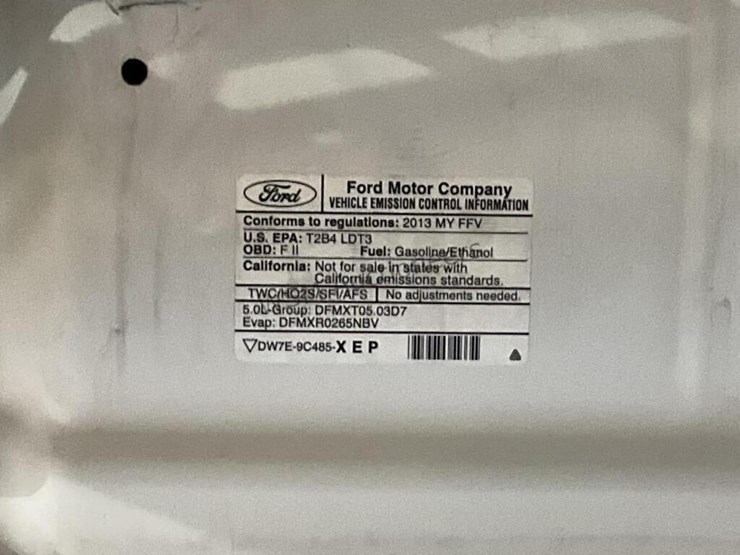 Ford
Ford Motor Company
VEHICLE EMISSION CONTROL INFORMATION
Conforms to regulations: 2013 MY FFV
U.S. EPA: T2B4 LDT3
OBD: F II Fuel: Gasoline/Ethanol
California: Not for sale in states with
California emissions standards.
TWC/HO2S/SFI/AFS No adjustments needed.
5.0L-Group: DFMXT05.03D7
Evap: DFMXR0265NBV
DW7E-9C485-X E P